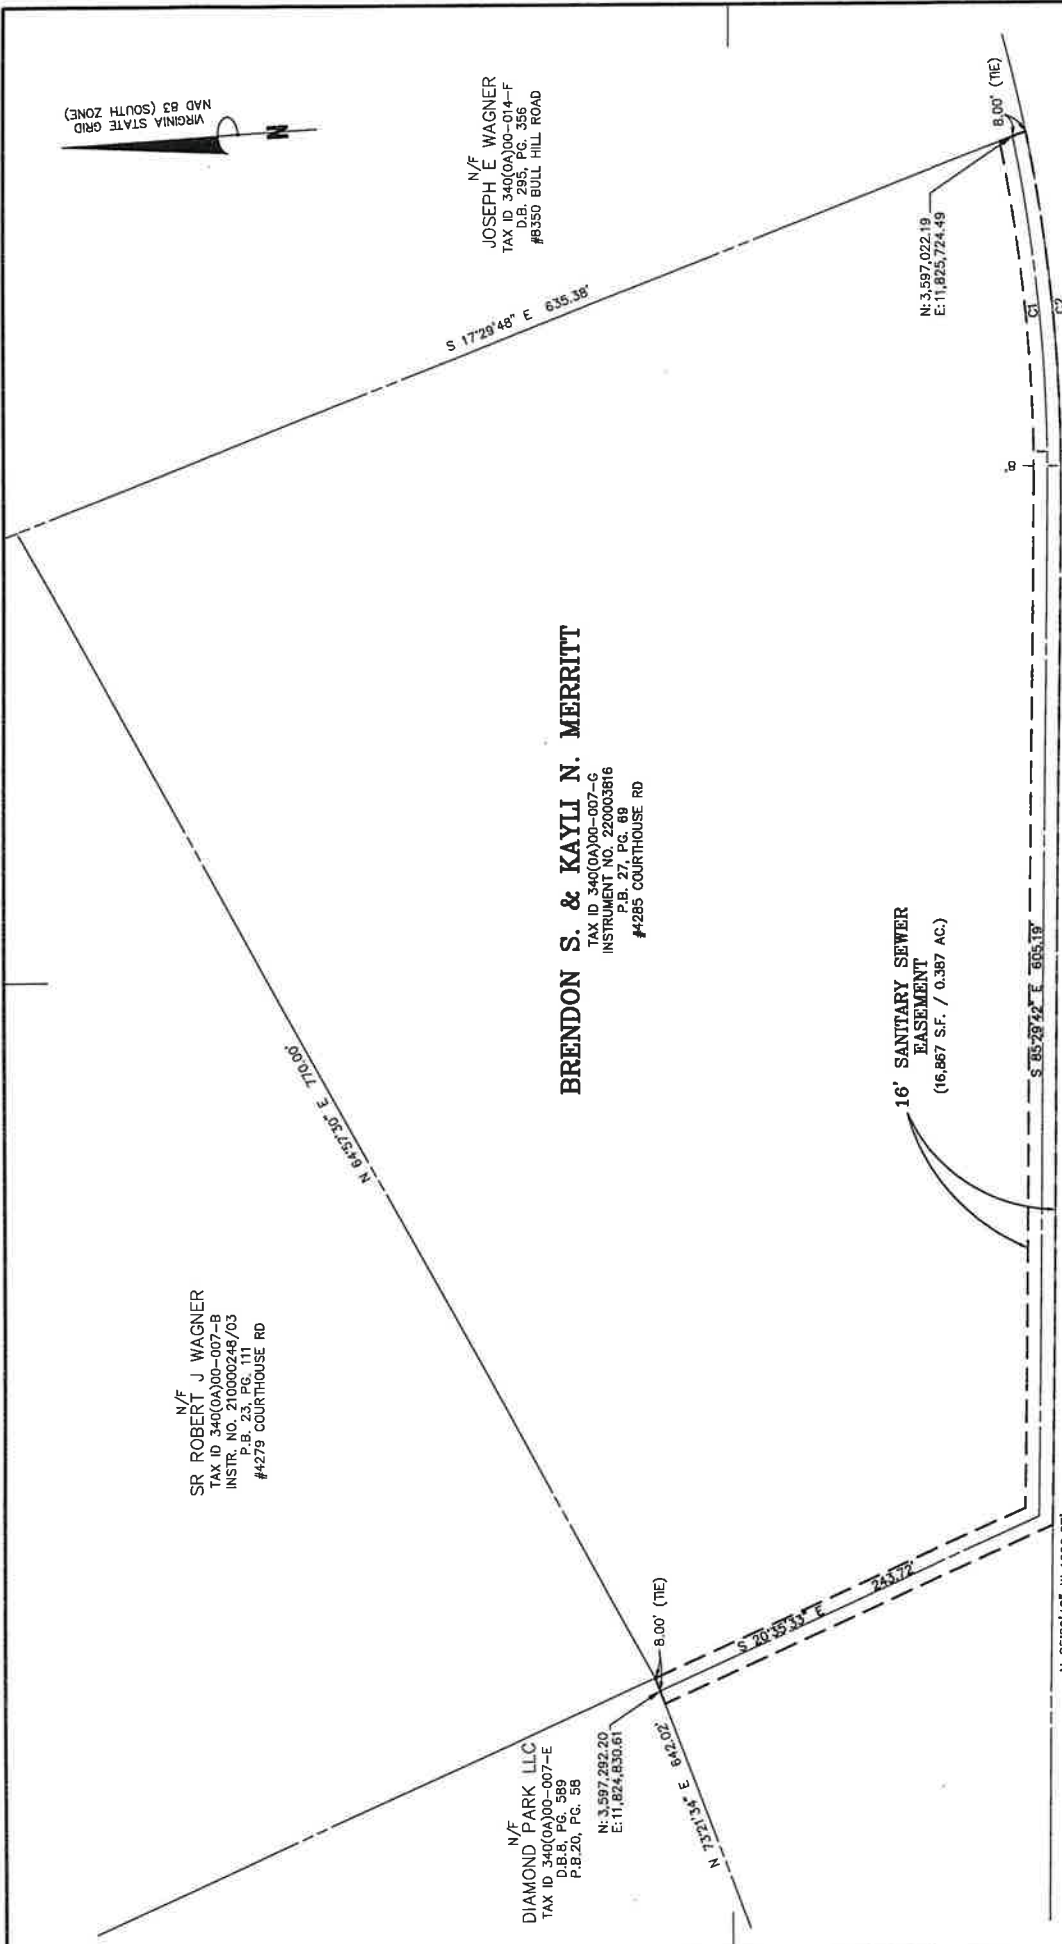 VIRGINIA STATE GRID
NAD 83 (SOUTH ZONE)
N
N/F
JOSEPH E WAGNER
TAX ID 340(0A)00-014-F
D.B. 295, PG. 356
#8350 BULL HILL ROAD
S 17°29'48" E 635.38'
8.00' (TIE)
N:3,597,022.19
E:11,825,724.49
C1
C2
8'
N 64°57'30" E 770.00'
BRENDON S. & KAYLI N. MERRITT
TAX ID 340(0A)00-007-G
INSTRUMENT NO. 220003816
P.B. 27, PG. 69
#4285 COURTHOUSE RD
16' SANITARY SEWER
EASEMENT
(16,867 S.F. / 0.387 AC.)
S 85°29'42" E 605.19'
N/F
SR ROBERT J WAGNER
TAX ID 340(0A)00-007-B
INSTR. NO. 210000248/03
P.B. 23, PG. 111
#4279 COURTHOUSE RD
8.00' (TIE)
S 20°35'33" E 243.72'
N/F
DIAMOND PARK LLC
TAX ID 340(0A)00-007-E
D.B.8, PG. 589
P.B.20, PG. 58
N:3,597,292.20
E:11,824,830.61
N 73°21'34" E 642.02'